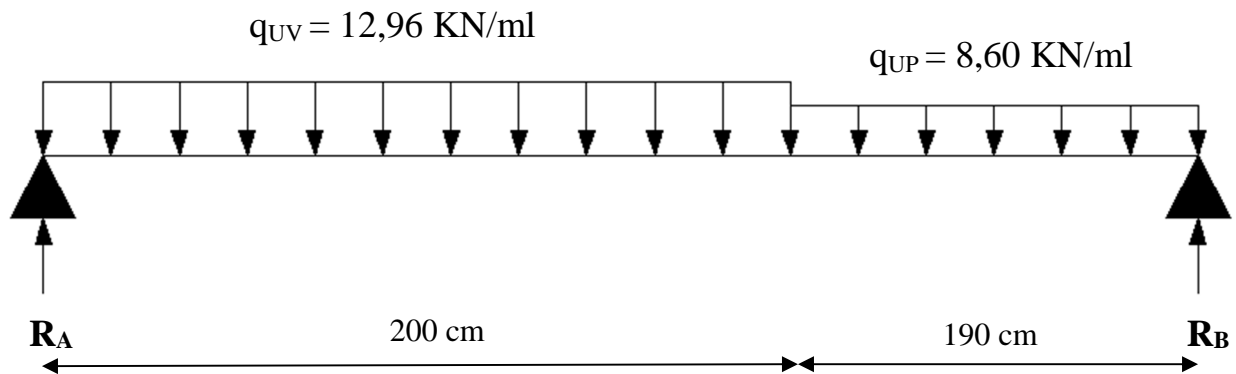 q_UV = 12,96 KN/ml
q_UP = 8,60 KN/ml
R_A
200 cm
190 cm
R_B